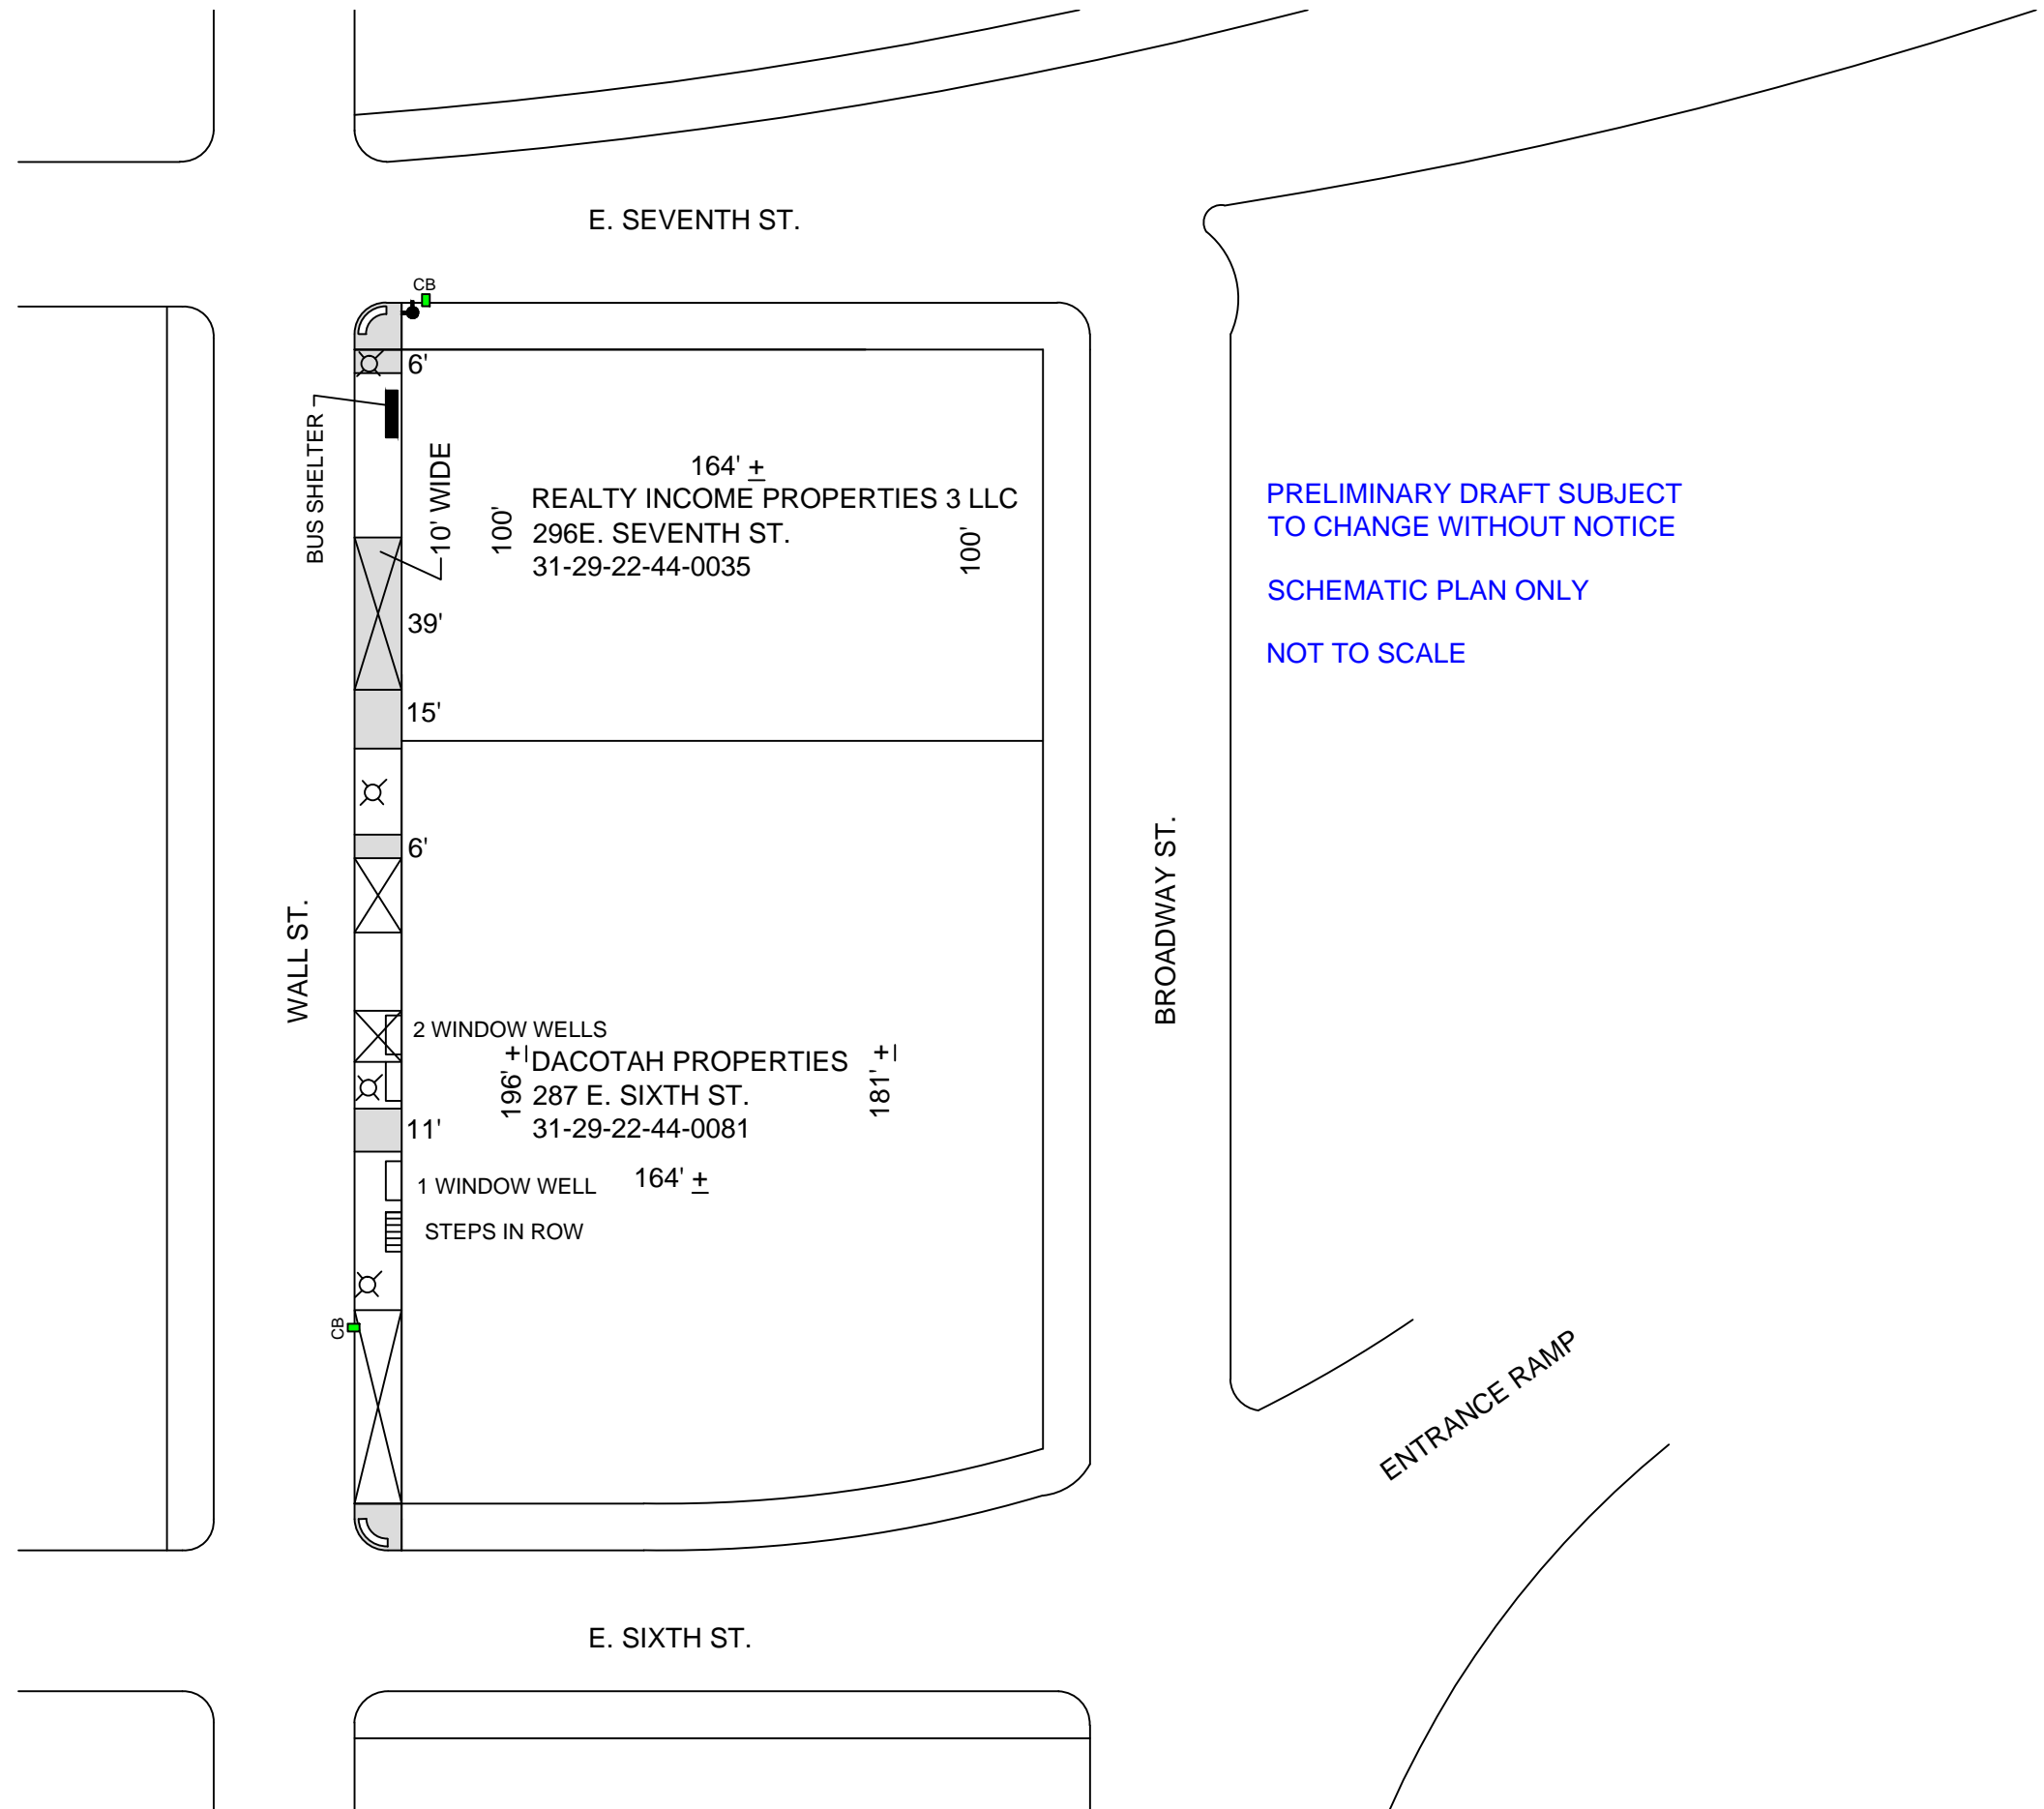 E. SEVENTH ST.
CB
6'
BUS SHELTER
10' WIDE
164' ±
REALTY INCOME PROPERTIES 3 LLC
296E. SEVENTH ST.
31-29-22-44-0035
100'
100'
39'
15'
PRELIMINARY DRAFT SUBJECT
TO CHANGE WITHOUT NOTICE
SCHEMATIC PLAN ONLY
NOT TO SCALE
6'
WALL ST.
BROADWAY ST.
2 WINDOW WELLS
196' ±
DACOTAH PROPERTIES
287 E. SIXTH ST.
31-29-22-44-0081
181' ±
11'
164' ±
1 WINDOW WELL
STEPS IN ROW
CB
ENTRANCE RAMP
E. SIXTH ST.